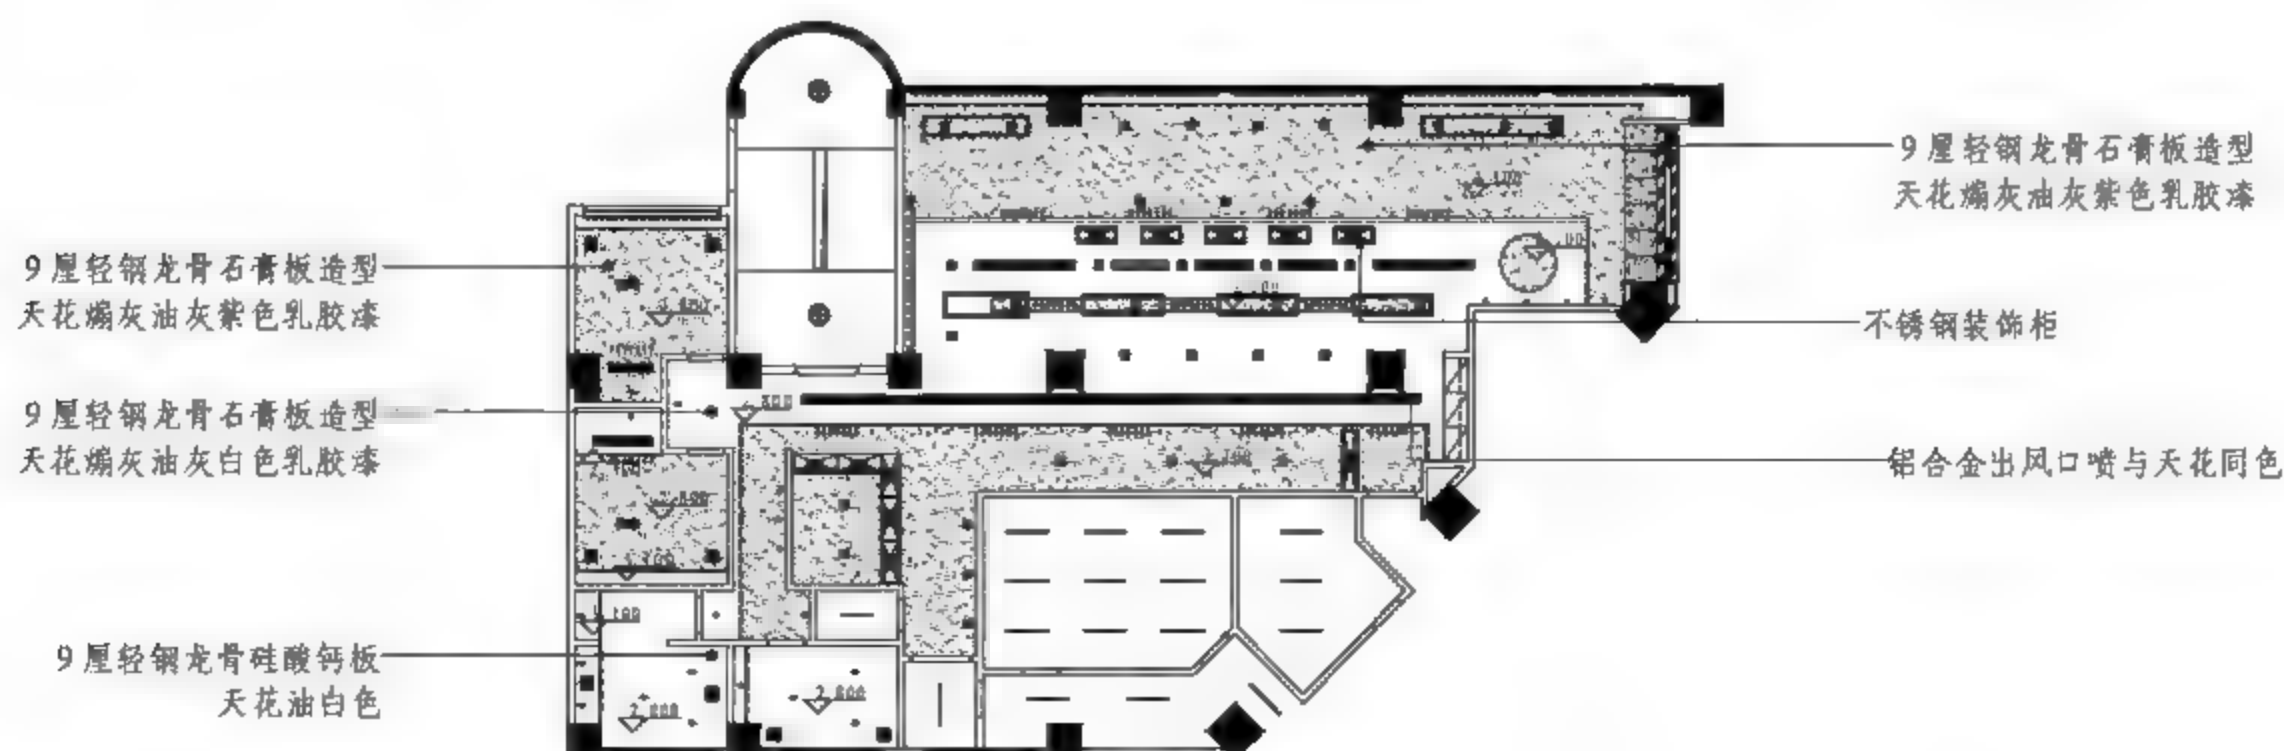 9厘轻钢龙骨石膏板造型
天花煽灰油灰紫色乳胶漆
9厘轻钢龙骨石膏板造型
天花煽灰油灰白色乳胶漆
9厘轻钢龙骨硅酸钙板
天花油白色
9厘轻钢龙骨石膏板造型
天花煽灰油灰紫色乳胶漆
不锈钢装饰柜
铝合金出风口喷与天花同色
2.800